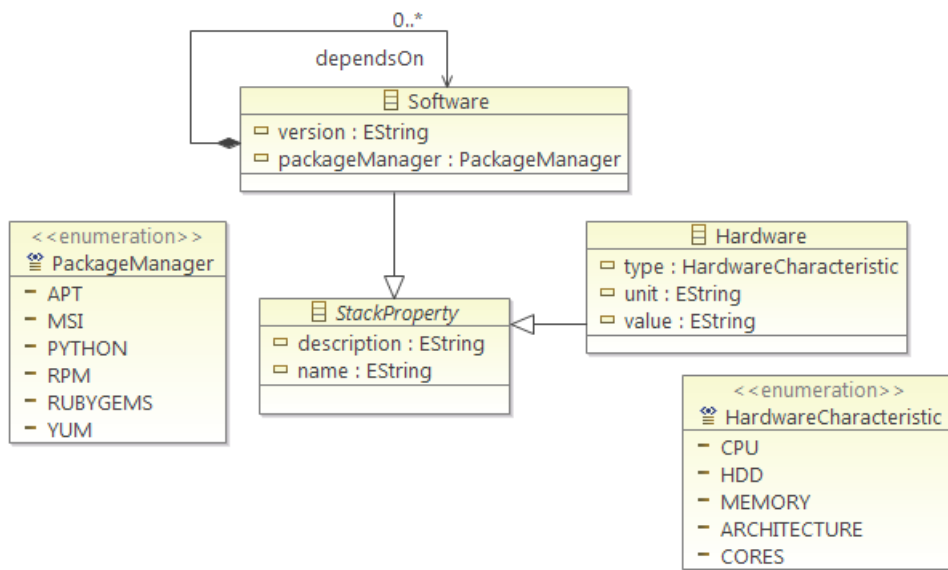 0..*
dependsOn
Software
version : EString
packageManager : PackageManager
<<enumeration>>
PackageManager
APT
MSI
PYTHON
RPM
RUBYGEMS
YUM
StackProperty
description : EString
name : EString
Hardware
type : HardwareCharacteristic
unit : EString
value : EString
<<enumeration>>
HardwareCharacteristic
CPU
HDD
MEMORY
ARCHITECTURE
CORES